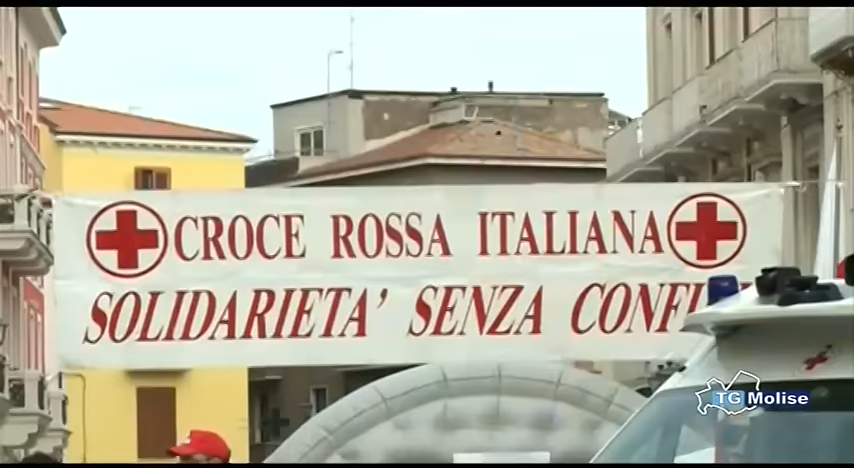 CROCE ROSSA ITALIANA
SOLIDARIETA' SENZA
TG Molise